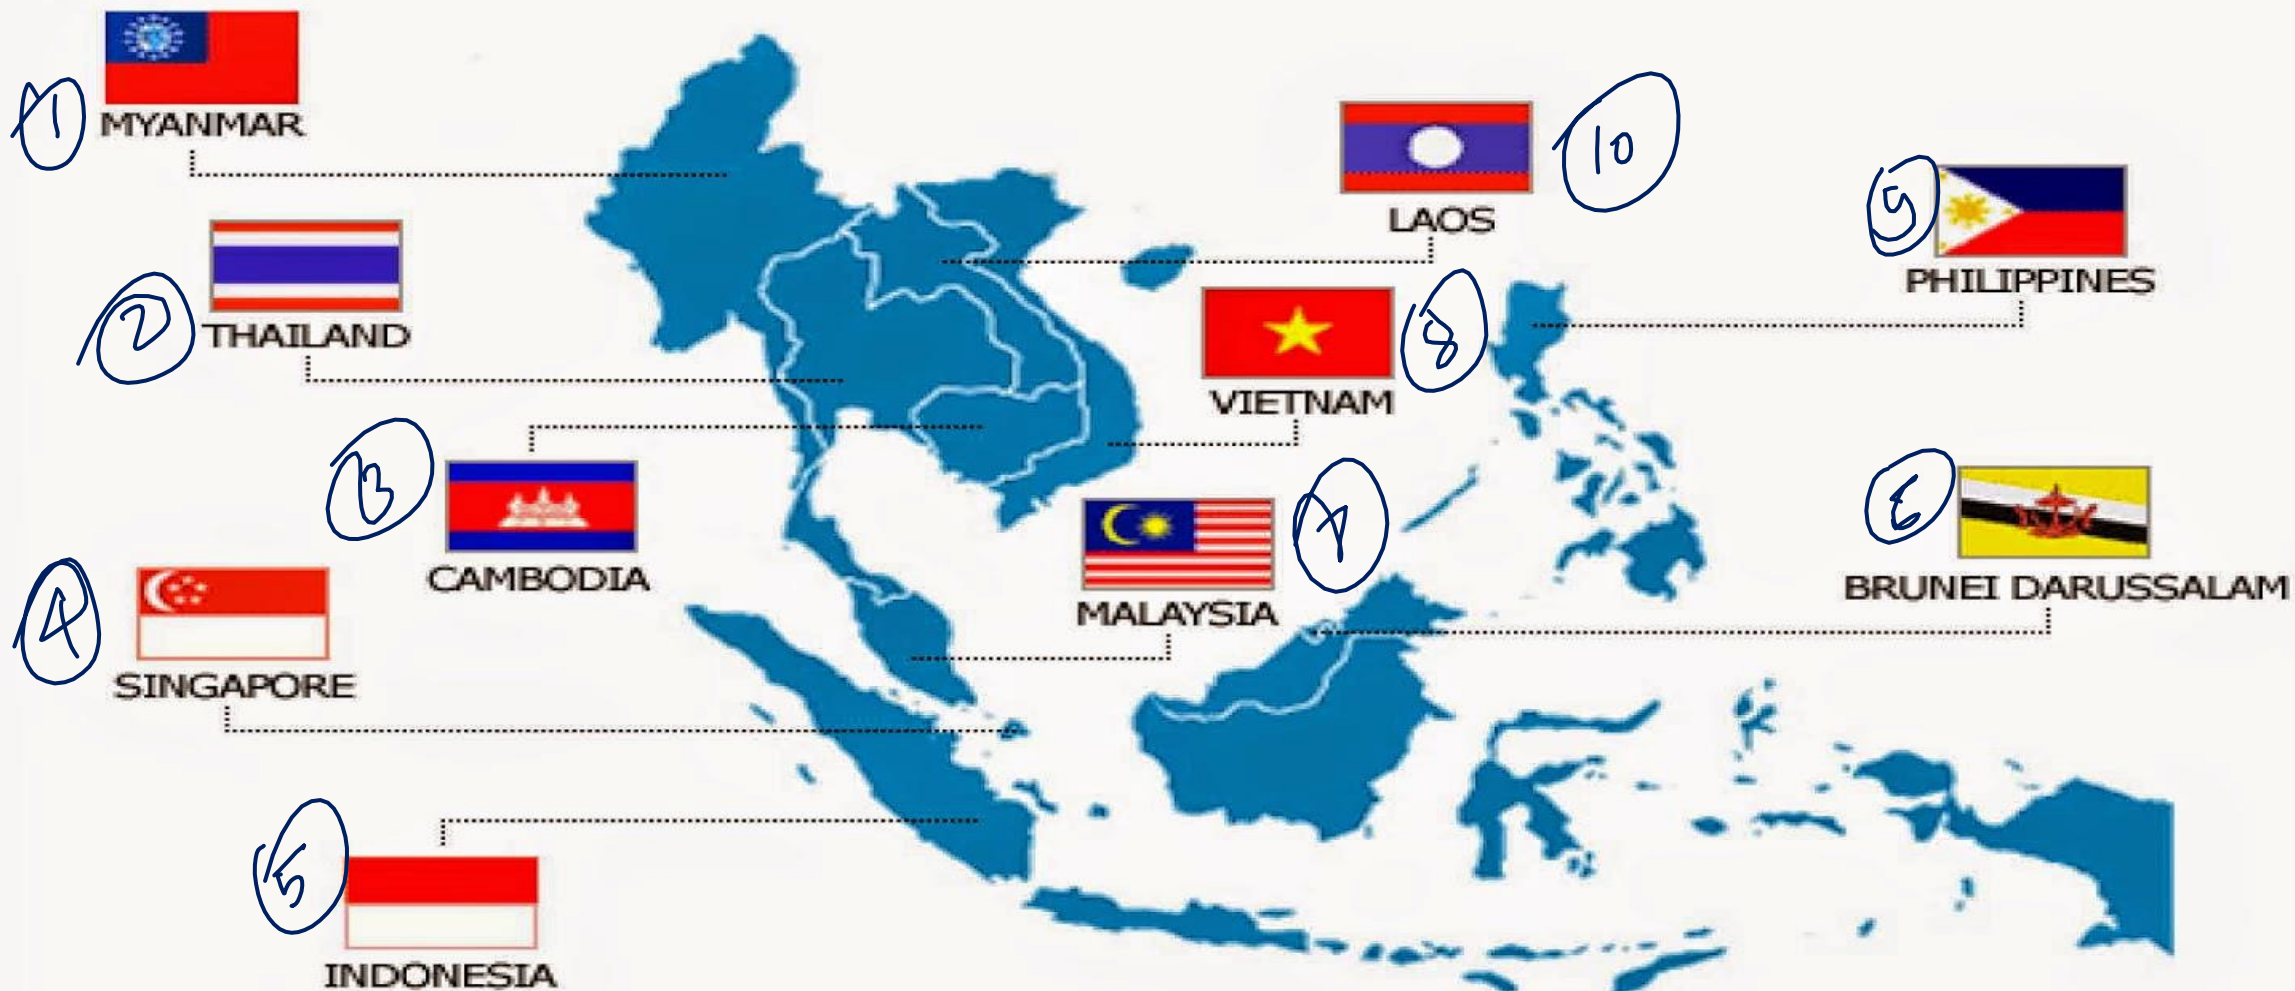 1
MYANMAR
LAOS
10
9
PHILIPPINES
THAILAND
2
VIETNAM
8
3
CAMBODIA
MALAYSIA
7
6
BRUNEI DARUSSALAM
4
SINGAPORE
5
INDONESIA